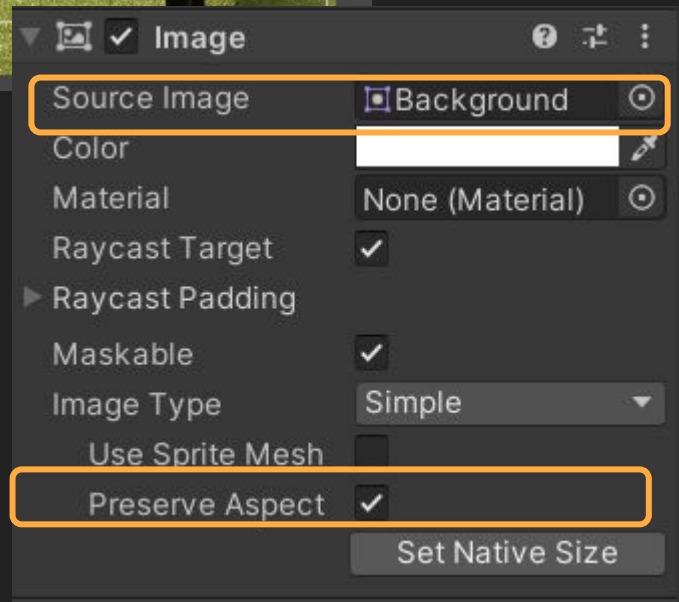 Image
Source Image Background
Color
Material None (Material)
Raycast Target
Raycast Padding
Maskable
Image Type Simple
Use Sprite Mesh
Preserve Aspect
Set Native Size